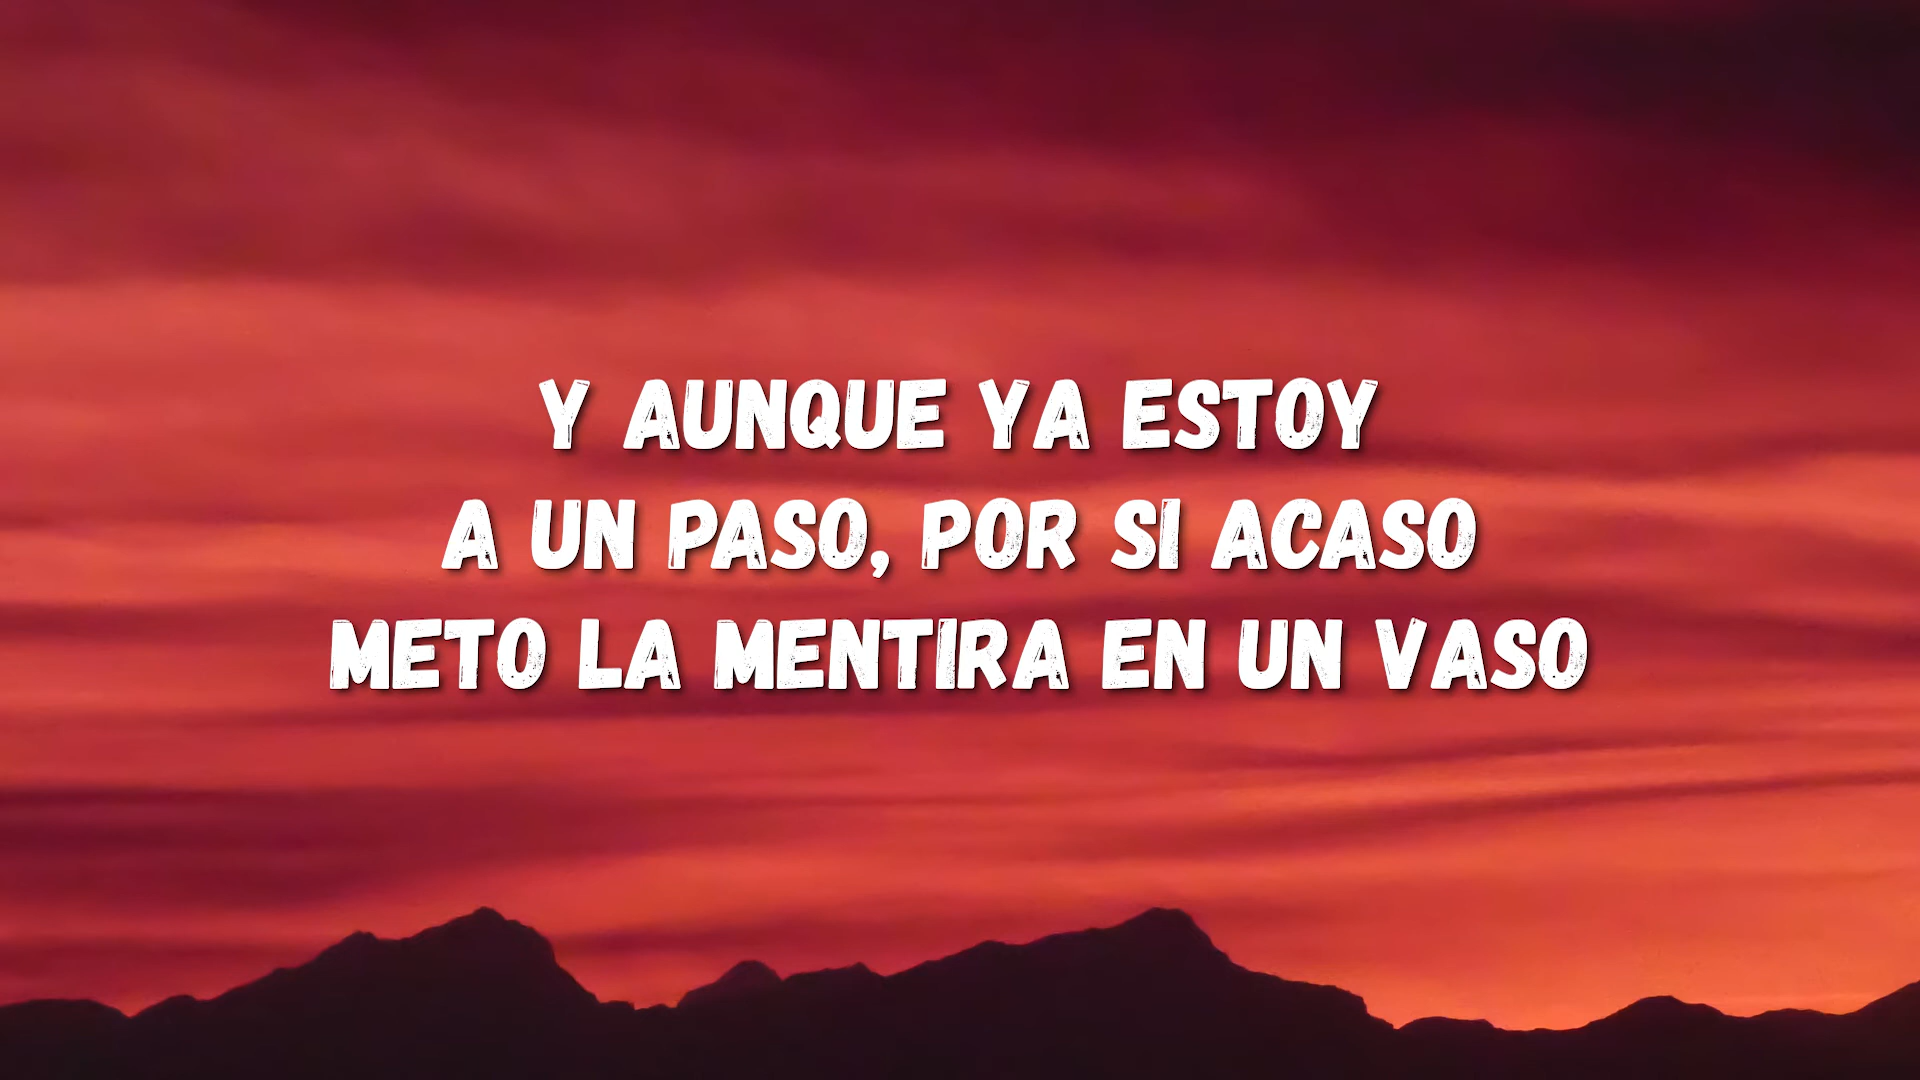 Y AUNQUE YA ESTOY
A UN PASO, POR SI ACASO
METO LA MENTIRA EN UN VASO